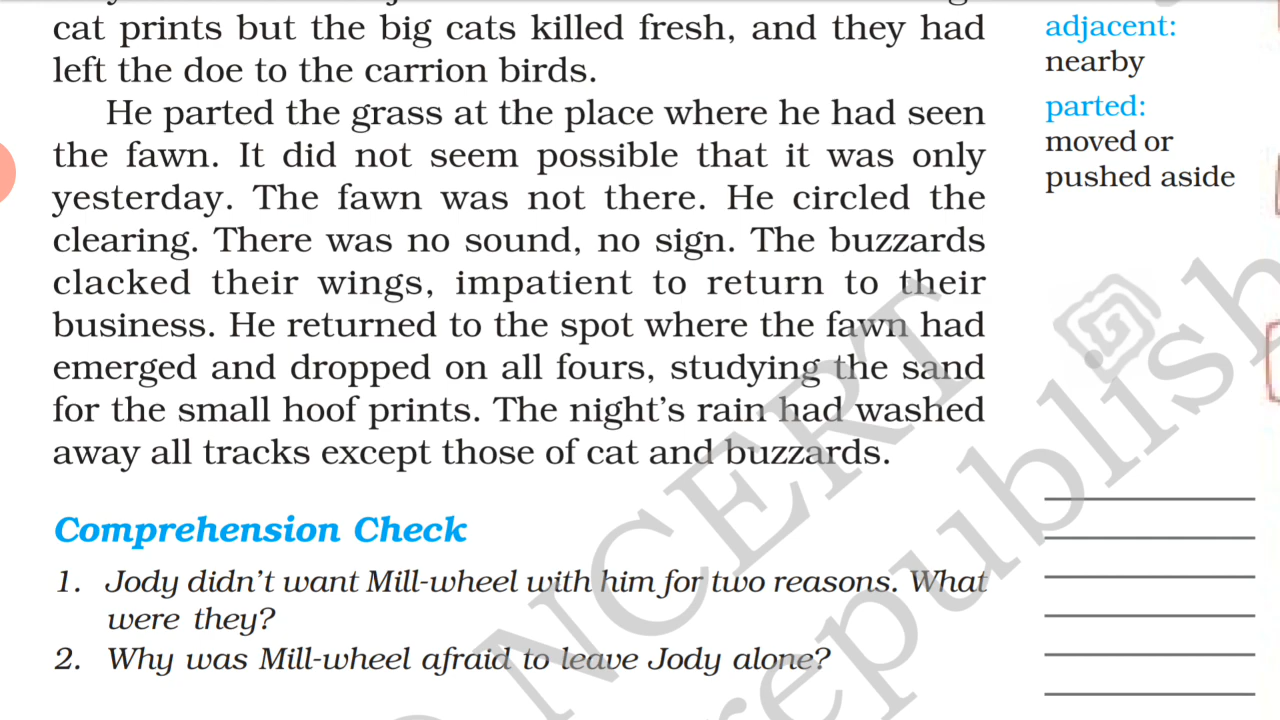 cat prints but the big cats killed fresh, and they had
left the doe to the carrion birds.
He parted the grass at the place where he had seen
the fawn. It did not seem possible that it was only
yesterday. The fawn was not there. He circled the
clearing. There was no sound, no sign. The buzzards
clacked their wings, impatient to return to their
business. He returned to the spot where the fawn had
emerged and dropped on all fours, studying the sand
for the small hoof prints. The night's rain had washed
away all tracks except those of cat and buzzards.
Comprehension Check
1. Jody didn't want Mill-wheel with him for two reasons. What
were they?
2. Why was Mill-wheel afraid to leave Jody alone?
adjacent:
nearby
parted:
moved or
pushed aside
NCERT
republish